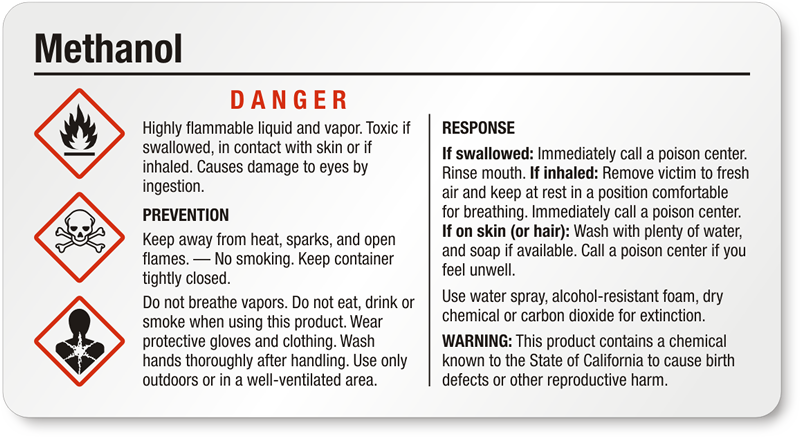 Methanol
DANGER
Highly flammable liquid and vapor. Toxic if
swallowed, in contact with skin or if
inhaled. Causes damage to eyes by
ingestion.
PREVENTION
Keep away from heat, sparks, and open
flames. — No smoking. Keep container
tightly closed.
Do not breathe vapors. Do not eat, drink or
smoke when using this product. Wear
protective gloves and clothing. Wash
hands thoroughly after handling. Use only
outdoors or in a well-ventilated area.
RESPONSE
If swallowed: Immediately call a poison center.
Rinse mouth. If inhaled: Remove victim to fresh
air and keep at rest in a position comfortable
for breathing. Immediately call a poison center.
If on skin (or hair): Wash with plenty of water,
and soap if available. Call a poison center if you
feel unwell.
Use water spray, alcohol-resistant foam, dry
chemical or carbon dioxide for extinction.
WARNING: This product contains a chemical
known to the State of California to cause birth
defects or other reproductive harm.